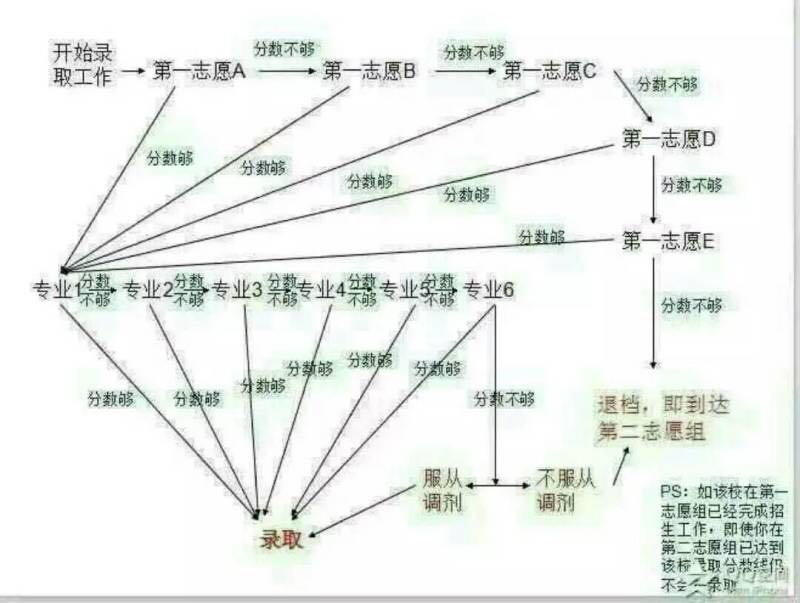 开始录
取工作
第一志愿A
分数不够
第一志愿B
分数不够
第一志愿C
分数不够
第一志愿D
分数够
分数够
分数够
分数够
分数不够
分数够
第一志愿E
专业1
分数
不够
专业2
分数
不够
专业3
分数
不够
专业4
分数
不够
专业5
分数
不够
专业6
分数不够
分数够
分数够
分数够
分数够
分数够
分数够
分数不够
退档，即到达
第二志愿组
服从
调剂
不服从
调剂
录取
PS：如该校在第一
志愿组已经完成招
生工作，即使你在
第二志愿组已达到
该校录取分数线仍
不会录取